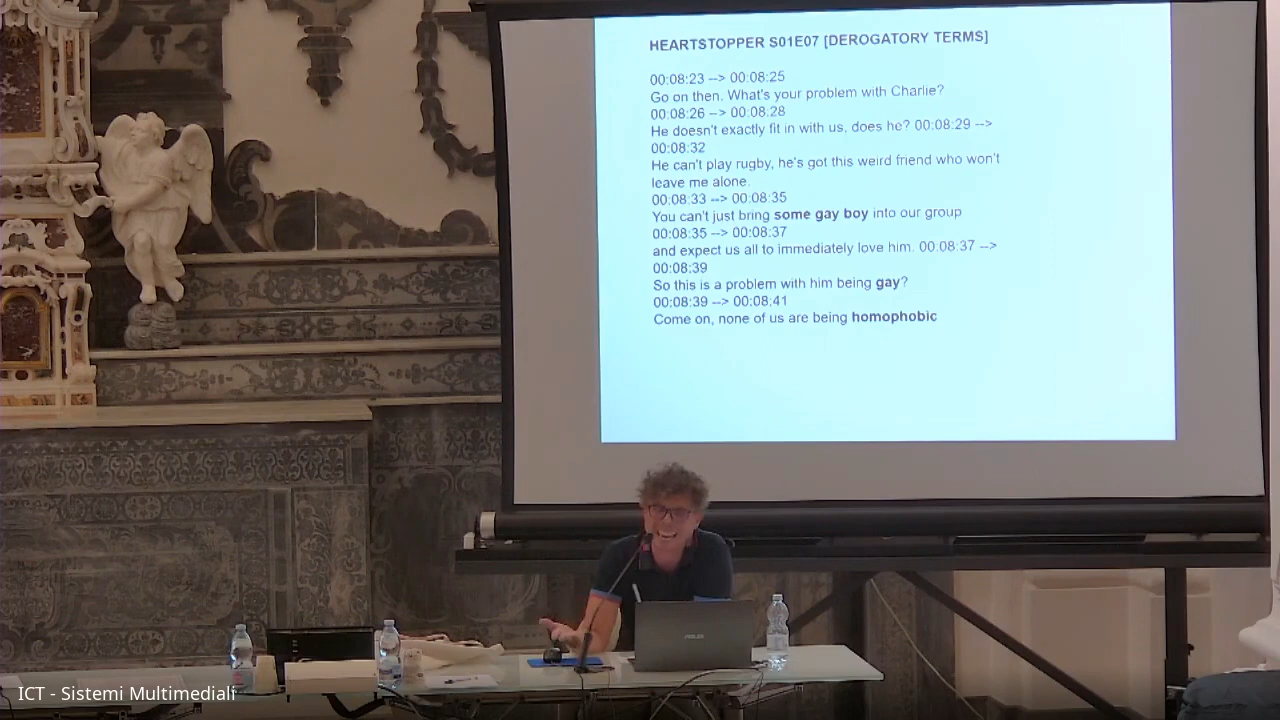 HEARTSTOPPER S01E07 [DEROGATORY TERMS]
00:08:23 --> 00:08:25
Go on then. What's your problem with Charlie?
00:08:26 --> 00:08:28
He doesn't exactly fit in with us, does he? 00:08:29 -->
00:08:32
He can't play rugby, he's got this weird friend who won't
leave me alone.
00:08:33 --> 00:08:35
You can't just bring some gay boy into our group
00:08:35 --> 00:08:37
and expect us all to immediately love him. 00:08:37 -->
00:08:39
So this is a problem with him being gay?
00:08:39 --> 00:08:41
Come on, none of us are being homophobic
ASUS
ICT - Sistemi Multimediali